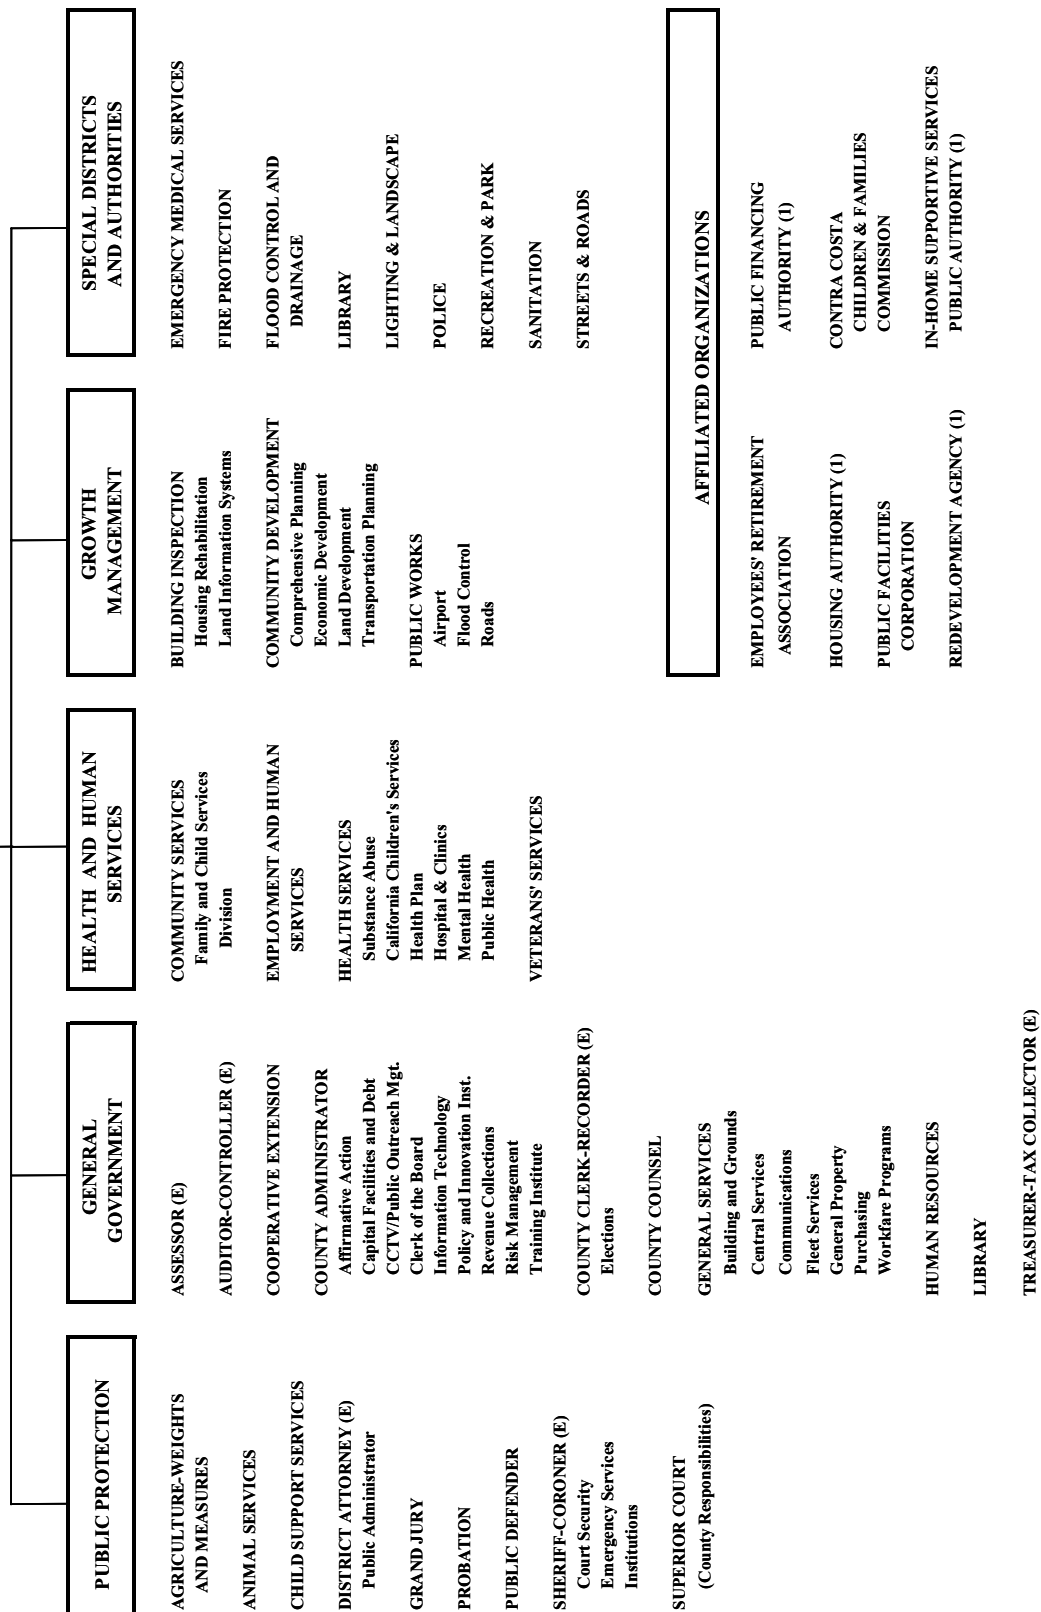 PUBLIC PROTECTION
AGRICULTURE-WEIGHTS
AND MEASURES
ANIMAL SERVICES
CHILD SUPPORT SERVICES
DISTRICT ATTORNEY (E)
Public Administrator
GRAND JURY
PROBATION
PUBLIC DEFENDER
SHERIFF-CORONER (E)
Court Security
Emergency Services
Institutions
SUPERIOR COURT
(County Responsibilities)
GENERAL
GOVERNMENT
ASSESSOR (E)
AUDITOR-CONTROLLER (E)
COOPERATIVE EXTENSION
COUNTY ADMINISTRATOR
Affirmative Action
Capital Facilities and Debt
CCTV/Public Outreach Mgt.
Clerk of the Board
Information Technology
Policy and Innovation Inst.
Revenue Collections
Risk Management
Training Institute
COUNTY CLERK-RECORDER (E)
Elections
COUNTY COUNSEL
GENERAL SERVICES
Building and Grounds
Central Services
Communications
Fleet Services
General Property
Purchasing
Workfare Programs
HUMAN RESOURCES
LIBRARY
TREASURER-TAX COLLECTOR (E)
HEALTH AND HUMAN
SERVICES
COMMUNITY SERVICES
Family and Child Services
Division
EMPLOYMENT AND HUMAN
SERVICES
HEALTH SERVICES
Substance Abuse
California Children's Services
Health Plan
Hospital & Clinics
Mental Health
Public Health
VETERANS' SERVICES
GROWTH
MANAGEMENT
BUILDING INSPECTION
Housing Rehabilitation
Land Information Systems
COMMUNITY DEVELOPMENT
Comprehensive Planning
Economic Development
Land Development
Transportation Planning
PUBLIC WORKS
Airport
Flood Control
Roads
SPECIAL DISTRICTS
AND AUTHORITIES
EMERGENCY MEDICAL SERVICES
FIRE PROTECTION
FLOOD CONTROL AND
DRAINAGE
LIBRARY
LIGHTING & LANDSCAPE
POLICE
RECREATION & PARK
SANITATION
STREETS & ROADS
AFFILIATED ORGANIZATIONS
EMPLOYEES' RETIREMENT
ASSOCIATION
HOUSING AUTHORITY (1)
PUBLIC FACILITIES
CORPORATION
REDEVELOPMENT AGENCY (1)
PUBLIC FINANCING
AUTHORITY (1)
CONTRA COSTA
CHILDREN & FAMILIES
COMMISSION
IN-HOME SUPPORTIVE SERVICES
PUBLIC AUTHORITY (1)